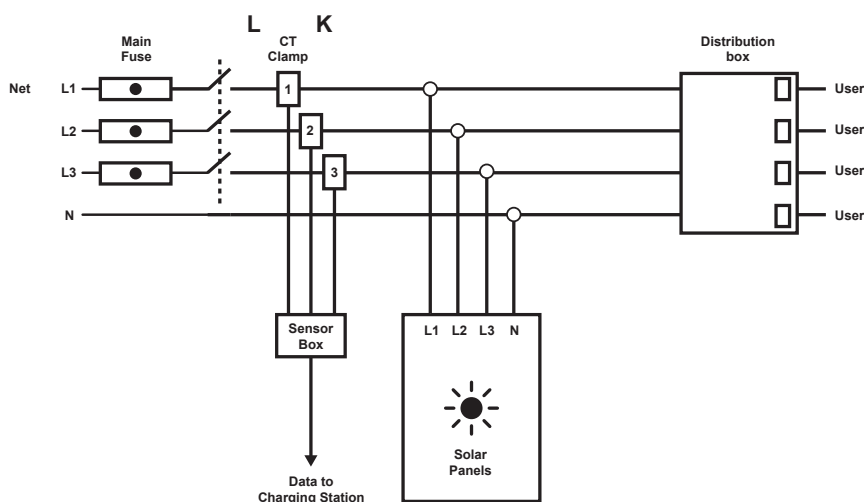 L K
Main
Fuse
CT
Clamp
Distribution
box
Net L1 1 User
L2 2 User
L3 3 User
N User
Sensor
Box
L1 L2 L3 N
Solar
Panels
Data to
Charging Station